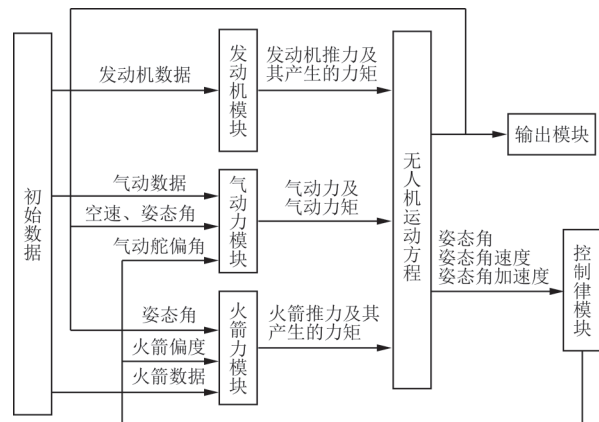 初始数据
发动机数据
发动机模块
发动机推力及
其产生的力矩
气动数据
空速、姿态角
气动舵偏角
气动力模块
气动力及
气动力矩
姿态角
火箭偏度
火箭数据
火箭力模块
火箭推力及其
产生的力矩
无人机运动方程
输出模块
姿态角
姿态角速度
姿态角加速度
控制律模块